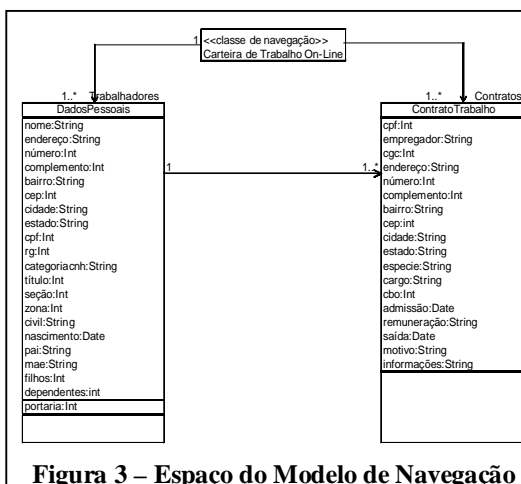 1 <<classe de navegação>>
Carteira de Trabalho On-Line
1..* Trabalhadores
DadosPessoais
nome:String
endereço:String
número:Int
complemento:Int
bairro:String
cep:Int
cidade:String
estado:String
cpf:Int
rg:Int
categoriacnh:String
título:Int
seção:Int
zona:Int
civil:String
nascimento:Date
pai:String
mae:String
filhos:Int
dependentes:int
portaria:Int
1 1..*
1..* Contratos
ContratoTrabalho
cpf:Int
empregador:String
cgc:Int
endereço:String
número:Int
complemento:Int
bairro:String
cep:int
cidade:String
estado:String
especie:String
cargo:String
cbo:Int
admissão:Date
remuneração:String
saída:Date
motivo:String
informações:String
Figura 3 – Espaço do Modelo de Navegação